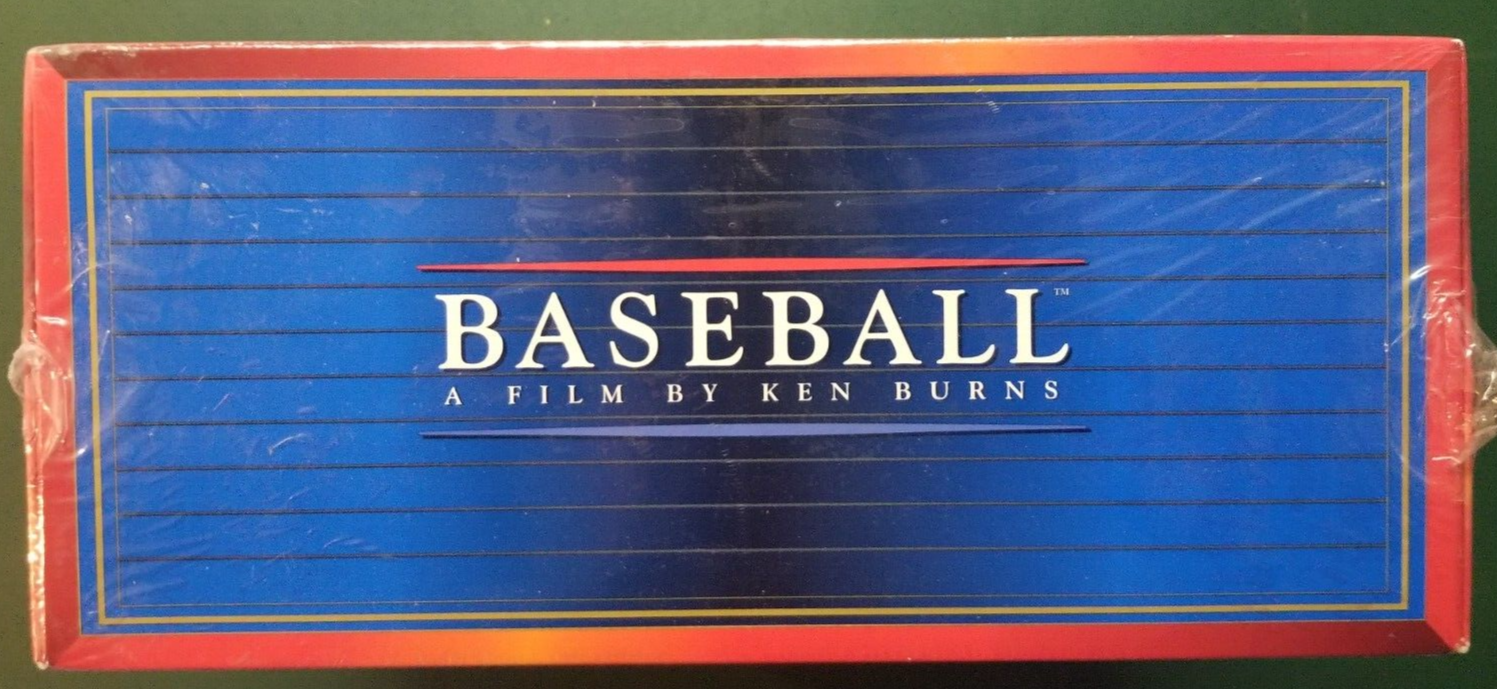 BASEBALL™
A FILM BY KEN BURNS